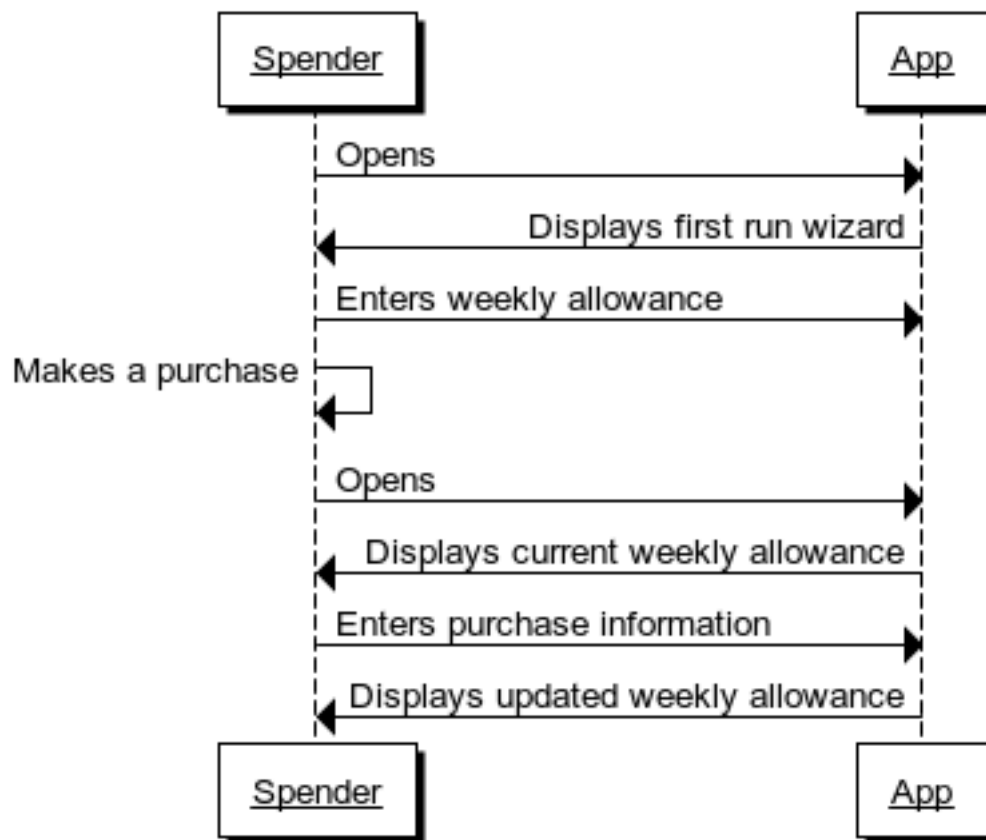 Spender App
Opens
Displays first run wizard
Enters weekly allowance
Makes a purchase
Opens
Displays current weekly allowance
Enters purchase information
Displays updated weekly allowance
Spender App